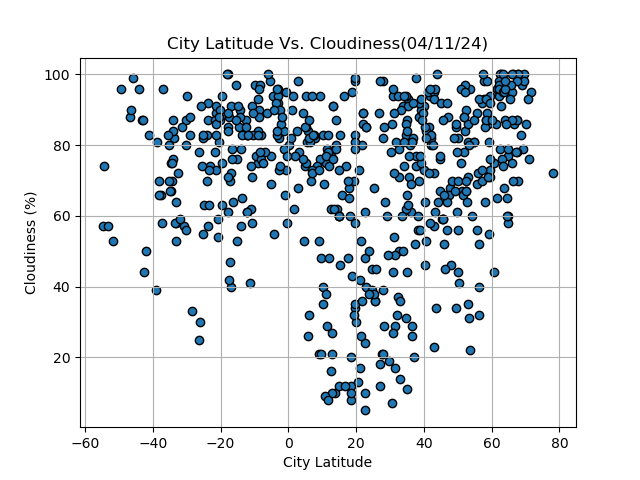 City Latitude Vs. Cloudiness(04/11/24)
100
80
60
40
20
Cloudiness (%)
−60 −40 −20 0 20 40 60 80
City Latitude